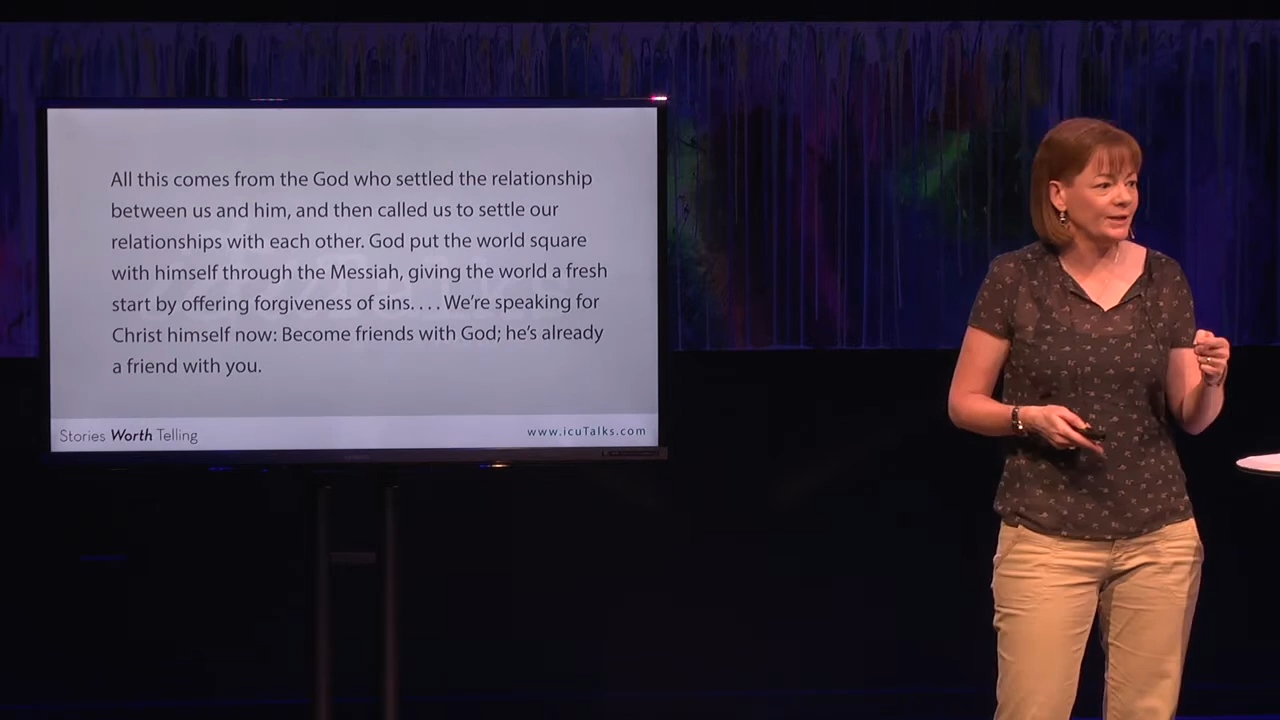 All this comes from the God who settled the relationship
between us and him, and then called us to settle our
relationships with each other. God put the world square
with himself through the Messiah, giving the world a fresh
start by offering forgiveness of sins. . . . We’re speaking for
Christ himself now: Become friends with God; he’s already
a friend with you.
Stories Worth Telling
www.icuTalks.com